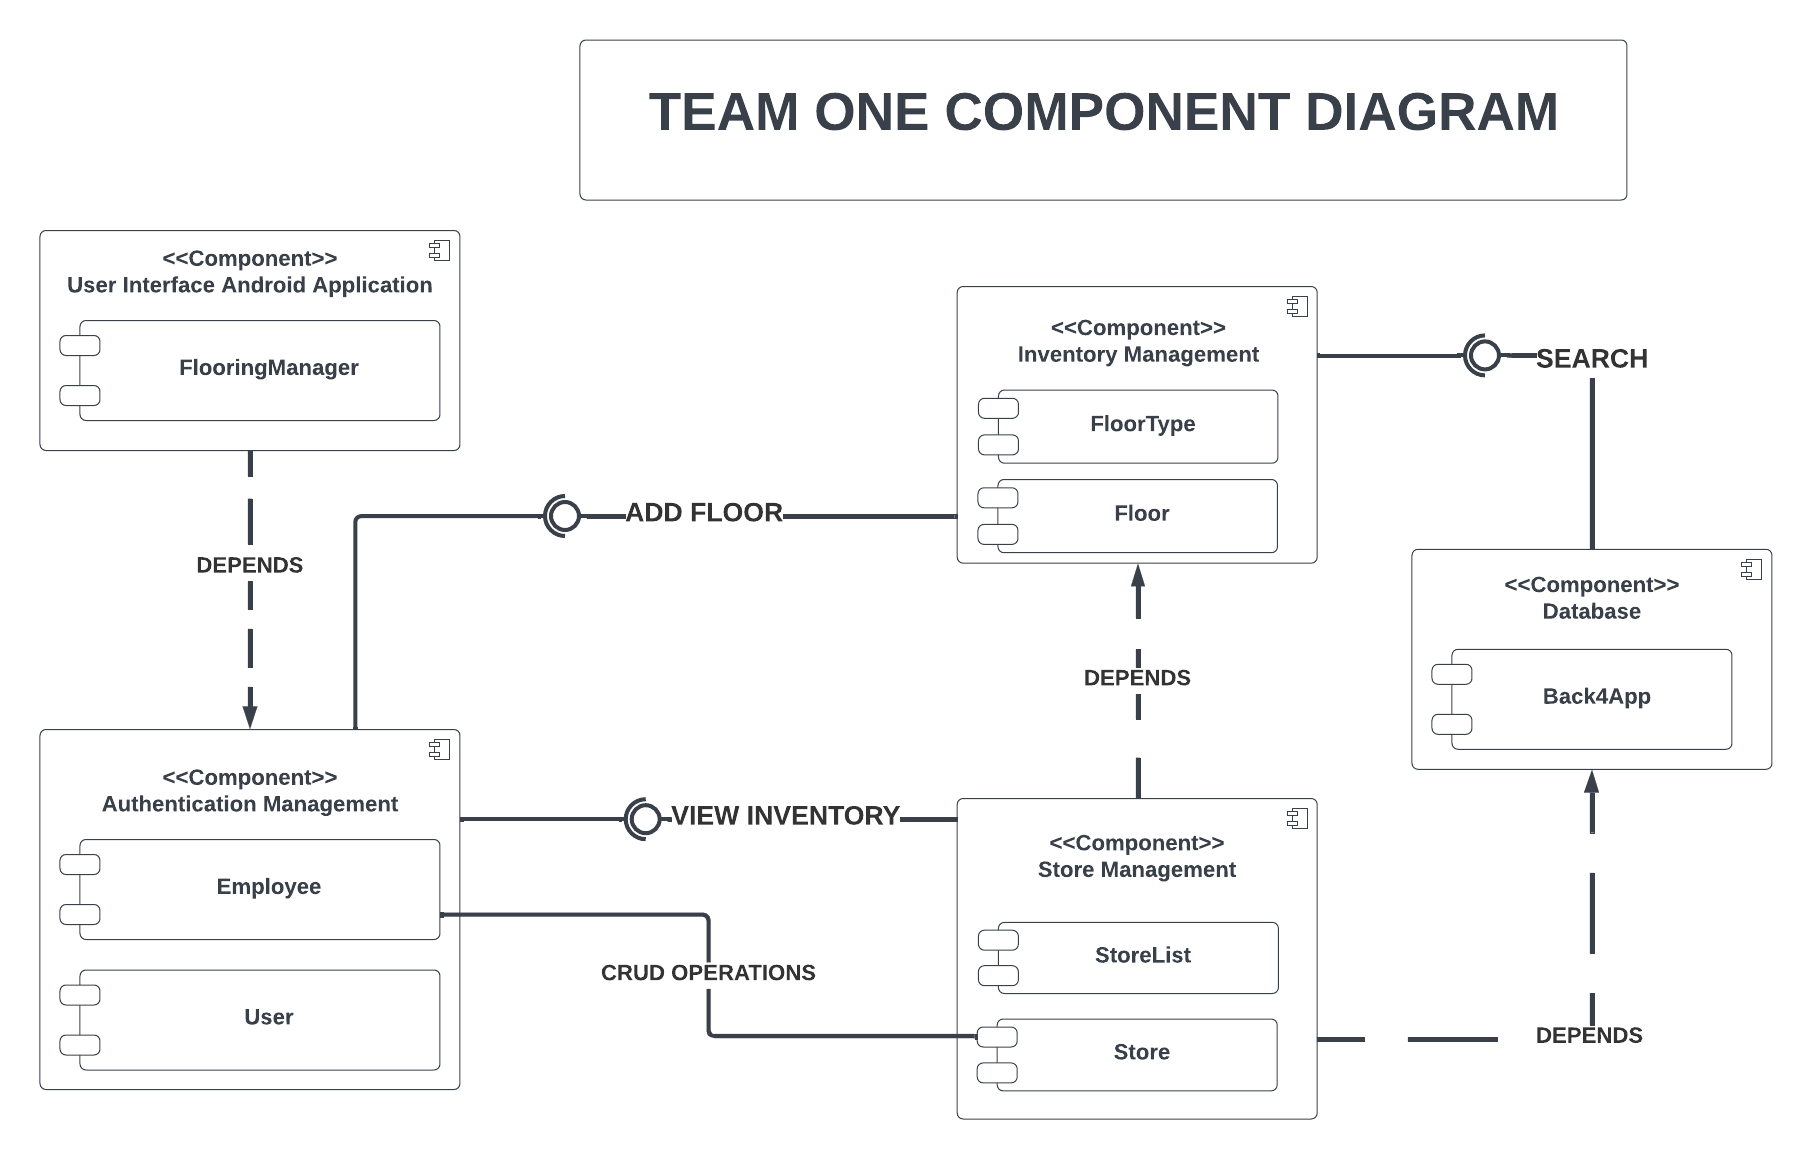 TEAM ONE COMPONENT DIAGRAM
<<Component>>
User Interface Android Application
FlooringManager
<<Component>>
Inventory Management
FloorType
Floor
SEARCH
ADD FLOOR
DEPENDS
<<Component>>
Database
Back4App
DEPENDS
<<Component>>
Authentication Management
Employee
User
VIEW INVENTORY
CRUD OPERATIONS
<<Component>>
Store Management
StoreList
Store
DEPENDS